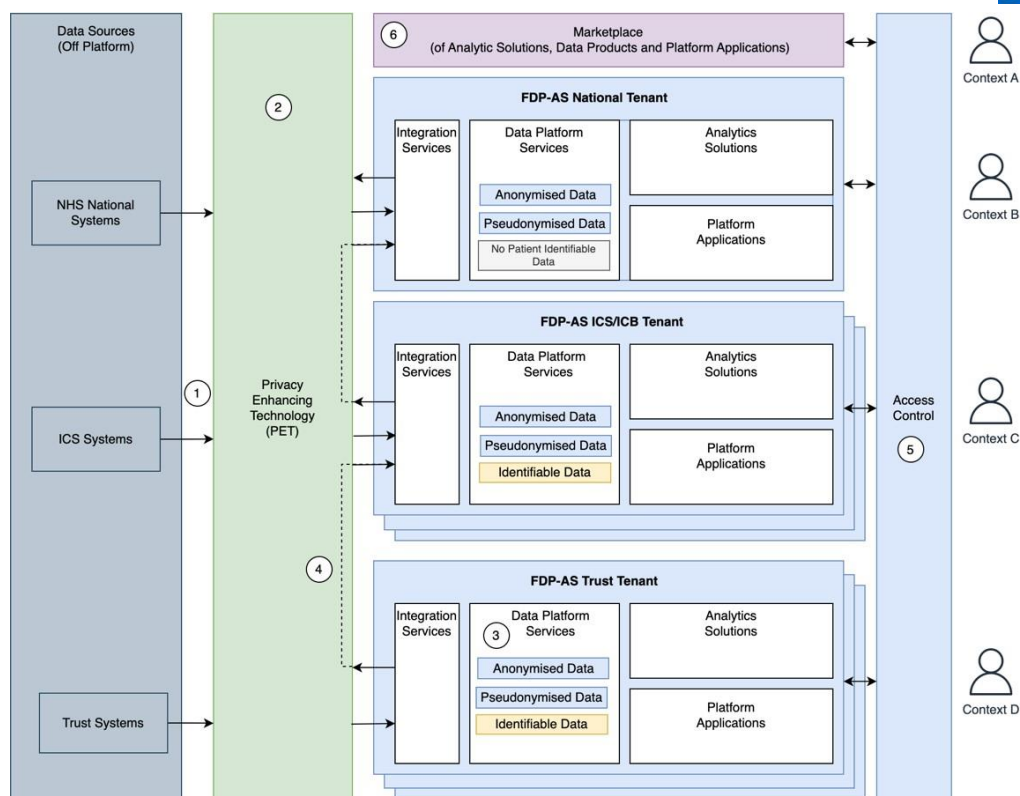 Data Sources
(Off Platform)
NHS National
Systems
ICS Systems
Trust Systems
1
2
Privacy
Enhancing
Technology
(PET)
4
6
Marketplace
(of Analytic Solutions, Data Products and Platform Applications)
FDP-AS National Tenant
Integration
Services
Data Platform
Services
Anonymised Data
Pseudonymised Data
No Patient Identifiable
Data
Analytics
Solutions
Platform
Applications
FDP-AS ICS/ICB Tenant
Integration
Services
Data Platform
Services
Anonymised Data
Pseudonymised Data
Identifiable Data
Analytics
Solutions
Platform
Applications
FDP-AS Trust Tenant
Integration
Services
3
Data Platform
Services
Anonymised Data
Pseudonymised Data
Identifiable Data
Analytics
Solutions
Platform
Applications
Access
Control
5
Context A
Context B
Context C
Context D